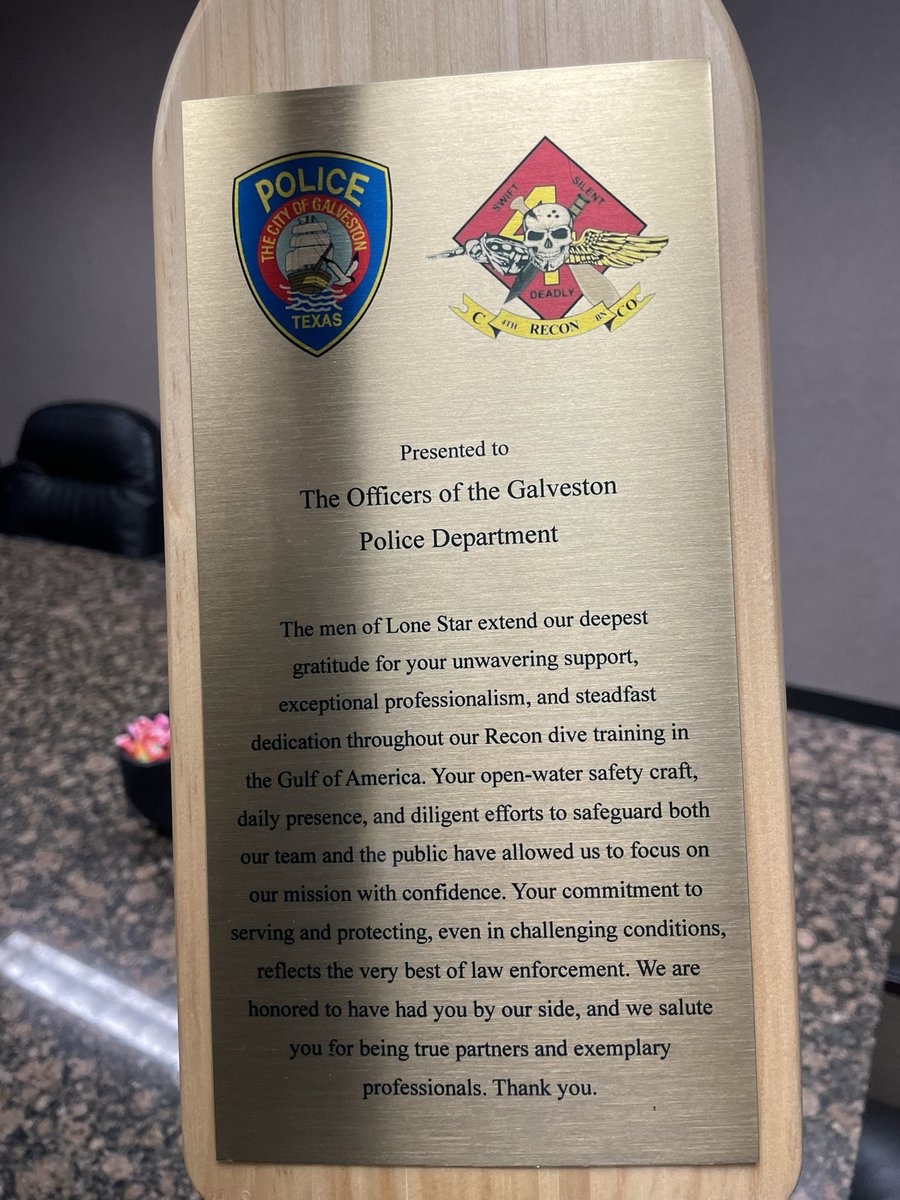 POLICE
THE CITY OF GALVESTON
TEXAS
SWIFT SILENT
4
DEADLY
C 4TH RECON BN CO
Presented to
The Officers of the Galveston
Police Department
The men of Lone Star extend our deepest
gratitude for your unwavering support,
exceptional professionalism, and steadfast
dedication throughout our Recon dive training in
the Gulf of America. Your open-water safety craft,
daily presence, and diligent efforts to safeguard both
our team and the public have allowed us to focus on
our mission with confidence. Your commitment to
serving and protecting, even in challenging conditions,
reflects the very best of law enforcement. We are
honored to have had you by our side, and we salute
you for being true partners and exemplary
professionals. Thank you.